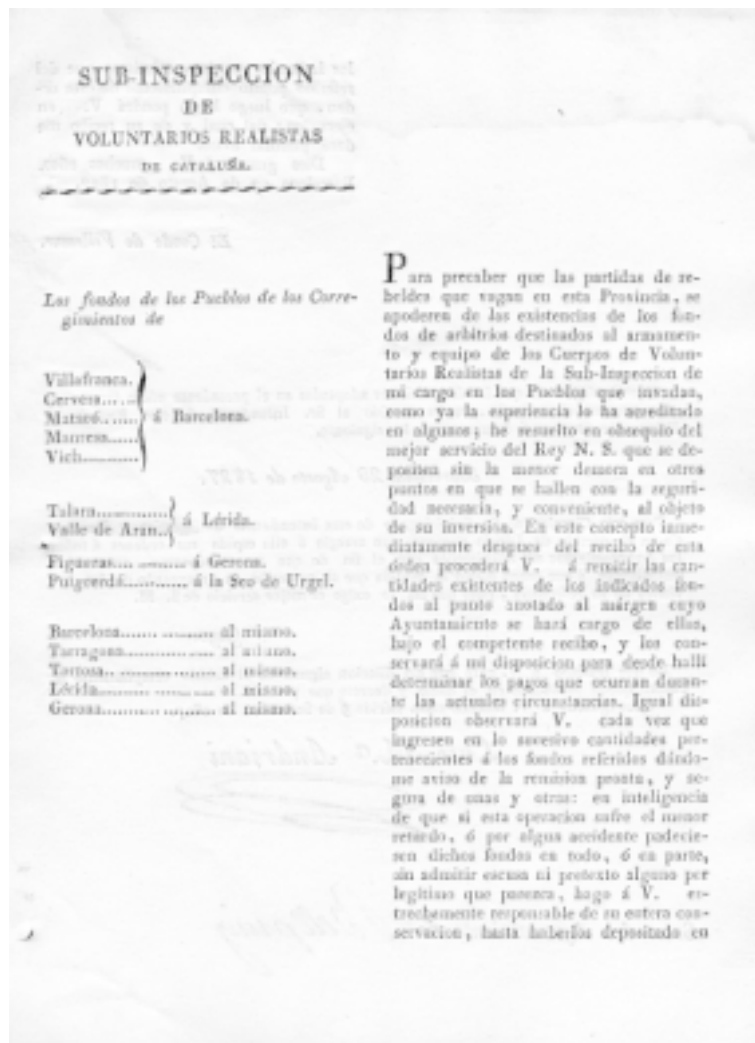 SUB-INSPECCION
DE
VOLUNTARIOS REALISTAS
DE CATALUÑA.
Los fondos de los Pueblos de los Corre-
gimientos de
Villafranca.
Cervera......
Mataró.......
Manresa......
Vich..........
á Barcelona.
Talarn............
Valle de Aran..
á Lérida.
Figueras.... ......... á Gerona.
Puigcerdá............ á la Seo de Urgel.
Barcelona....... .......... al mismo.
Tarragona ................ al mismo.
Tortosa.. ................. al mismo.
Lérida..................... al mismo.
Gerona.................... al mismo.
Para precaber que las partidas de re-
beldes que vagan en esta Provincia, se
apoderen de las existencias de los fon-
dos de arbitrios destinados al armamen-
to y equipo de los Cuerpos de Volun-
tarios Realistas de la Sub-Inspeccion de
mi cargo en los Pueblos que invadan,
como ya la esperiencia lo ha acreditado
en algunos; he resuelto en obsequio del
mejor servicio del Rey N. S. que se de-
positen sin la menor demora en otros
puntos en que se hallen con la seguri-
dad necesaria, y conveniente, al objeto
de su inversion. En este concepto inme-
diatamente despues del recibo de esta
órden procederá V. á remitir las can-
tidades existentes de los indicados fon-
dos al punto anotado al márgen cuyo
Ayuntamiento se hará cargo de ellas,
bajo el competente recibo, y los con-
servará á mi disposicion para desde halli
determinar los pagos que ocurran duran-
te las actuales circunstancias. Igual dis-
posicion observará V. cada vez que
ingresen en lo sucesivo cantidades per-
tenecientes á los fondos referidos dándo-
me aviso de la remision pronta, y se-
gura de unas y otras: en inteligencia
de que si esta operacion sufre el menor
retardo, ó por algun accidente padecie-
sen dichos fondos en todo, ó en parte,
sin admitir escusa ni pretexto alguno por
legítimo que parezca, hago á V. es-
trechamente responsable de su entera con-
servacion, hasta haberlos depositado en